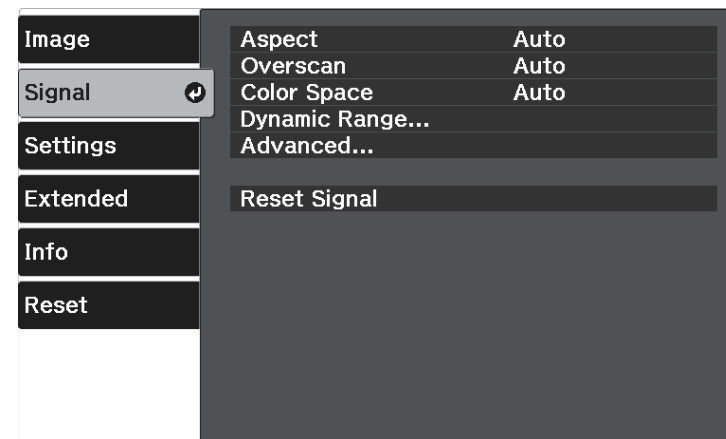 Image
Signal
Settings
Extended
Info
Reset
Aspect Auto
Overscan Auto
Color Space Auto
Dynamic Range...
Advanced...
Reset Signal